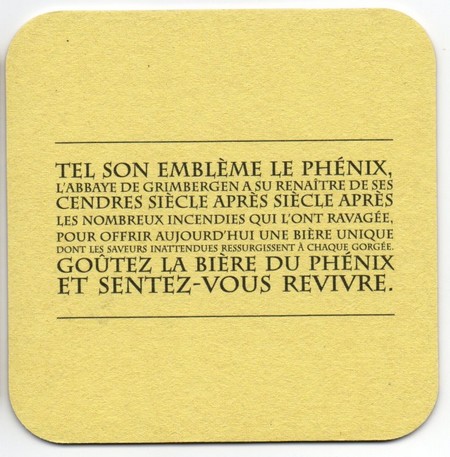 TEL SON EMBLÈME LE PHÉNIX,
L'ABBAYE DE GRIMBERGEN A SU RENAÎTRE DE SES
CENDRES SIÈCLE APRÈS SIÈCLE APRÈS
LES NOMBREUX INCENDIES QUI L'ONT RAVAGÉE,
POUR OFFRIR AUJOURD'HUI UNE BIÈRE UNIQUE
DONT LES SAVEURS INATTENDUES RESSURGISSENT À CHAQUE GORGÉE.
GOÛTEZ LA BIÈRE DU PHÉNIX
ET SENTEZ-VOUS REVIVRE.